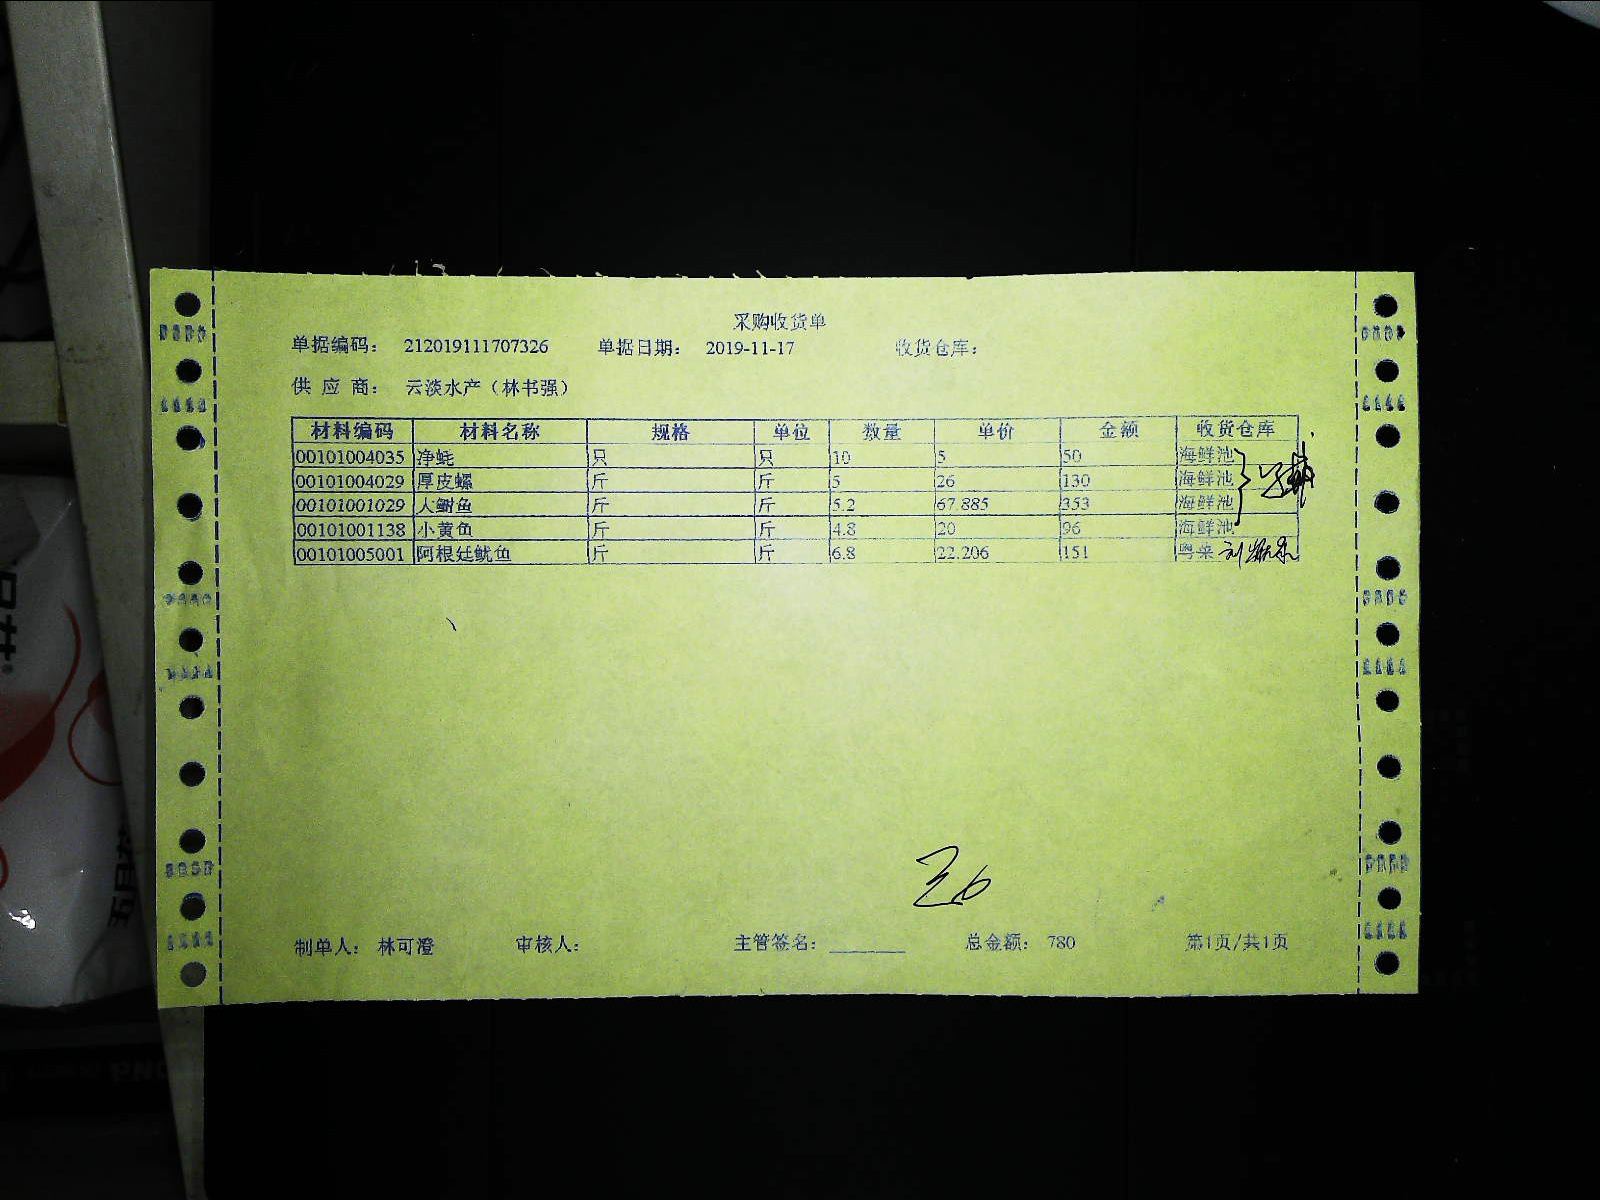 采购收货单
单据编码： 212019111707326 单据日期： 2019-11-17 收货仓库：
供 应 商： 云淡水产（林书强）
材料编码 材料名称 规格 单位 数量 单价 金额 收货仓库
00101004035 净蚝 只 只 10 5 50 海鲜池
00101004029 厚皮螺 斤 斤 5 26 130 海鲜池
00101001029 大鲥鱼 斤 斤 5.2 67.885 353 海鲜池
00101001138 小黄鱼 斤 斤 4.8 20 96 海鲜池
00101005001 阿根廷鱿鱼 斤 斤 6.8 22.206 151 粤菜
制单人： 林可澄 审核人： 主管签名： 总金额： 780 第1页/共1页